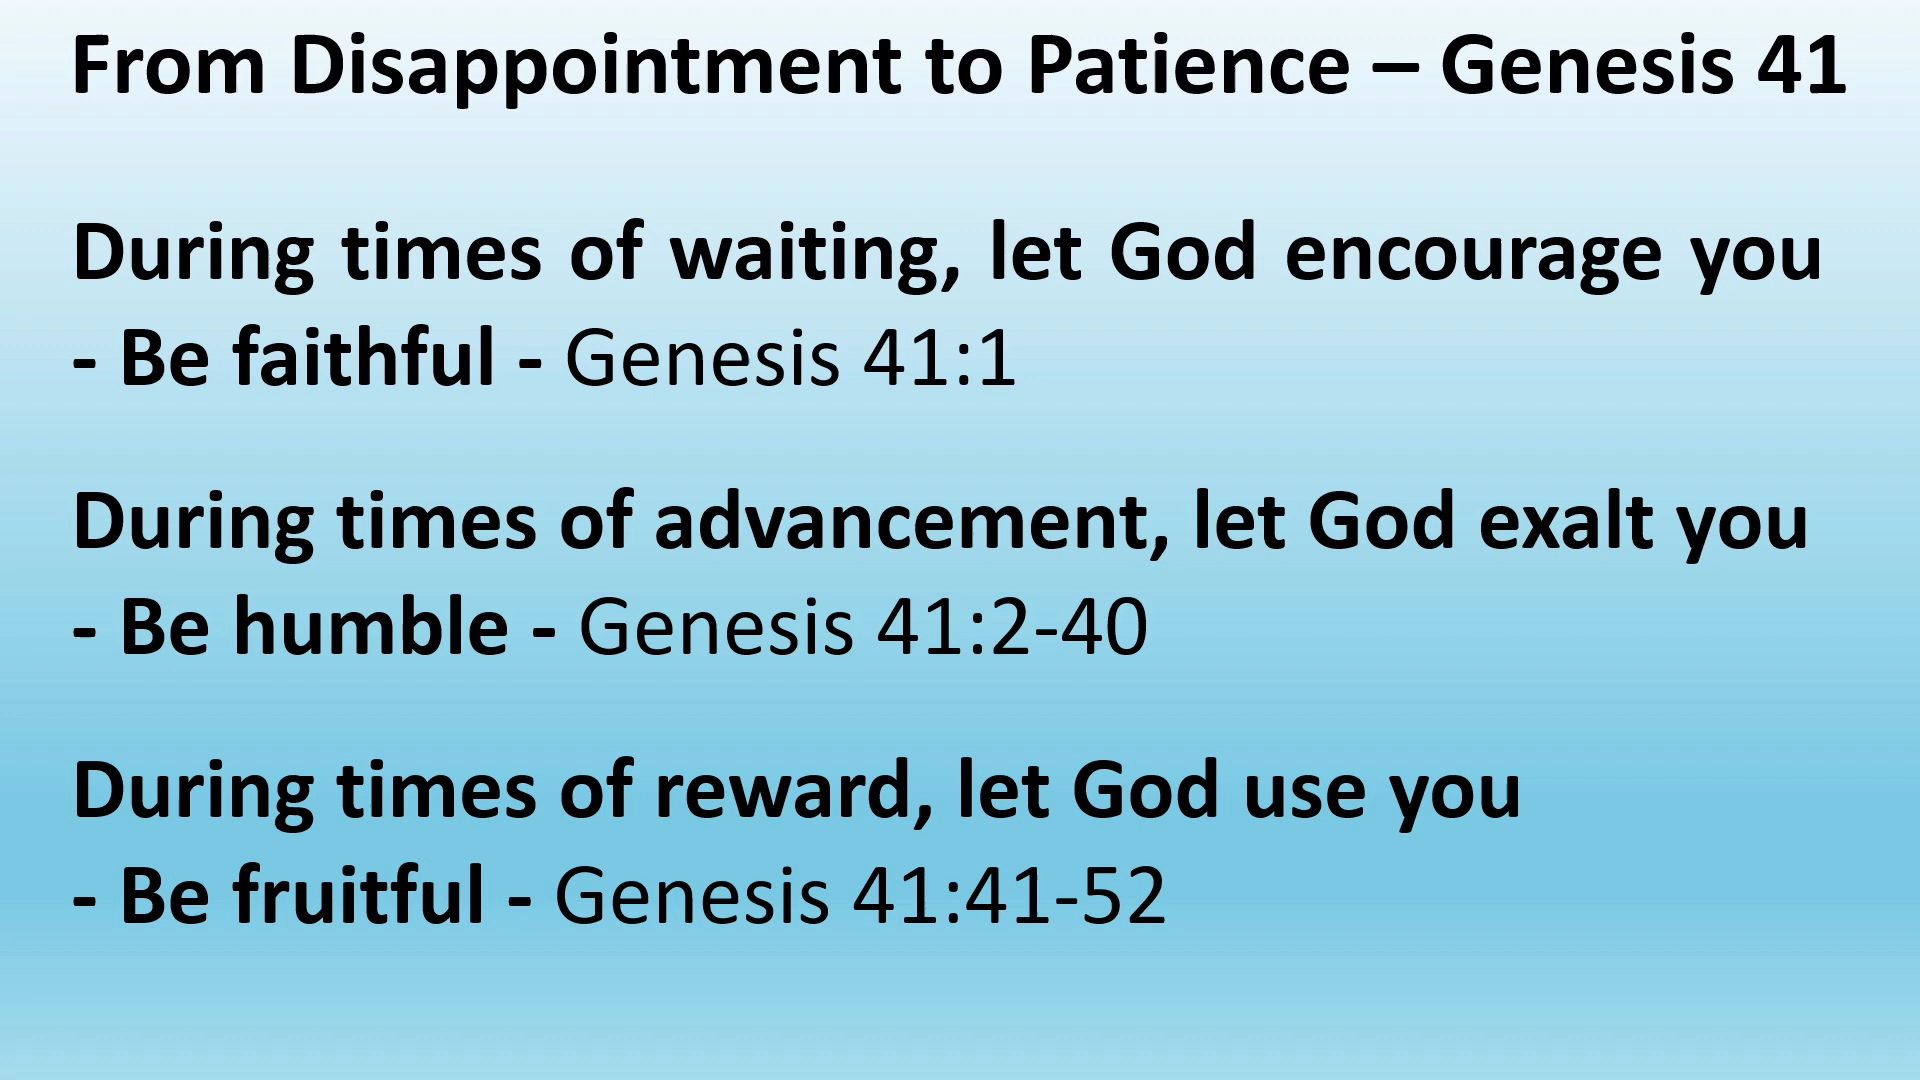 From Disappointment to Patience – Genesis 41
During times of waiting, let God encourage you
- Be faithful - Genesis 41:1
During times of advancement, let God exalt you
- Be humble - Genesis 41:2-40
During times of reward, let God use you
- Be fruitful - Genesis 41:41-52